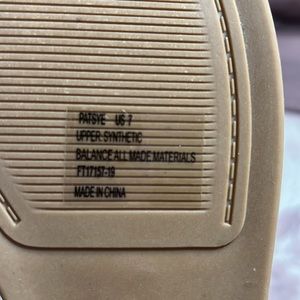 PATSYE US 7
UPPER SYNTHETIC
BALANCE ALL MADE MATERIALS
FT17157-19
MADE IN CHINA